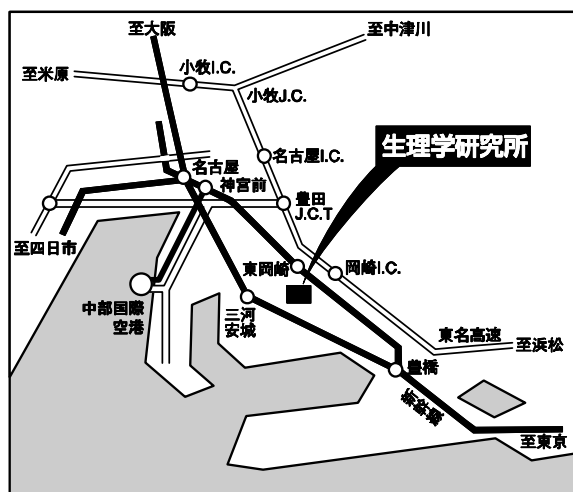 至大阪
至中津川
至米原
小牧I.C.
小牧J.C.
生理学研究所
名古屋I.C.
名古屋
神宮前
豊田
J.C.T
至四日市
東岡崎
岡崎I.C.
中部国際
空港
三河
安城
東名高速
至浜松
豊橋
新幹線
至東京